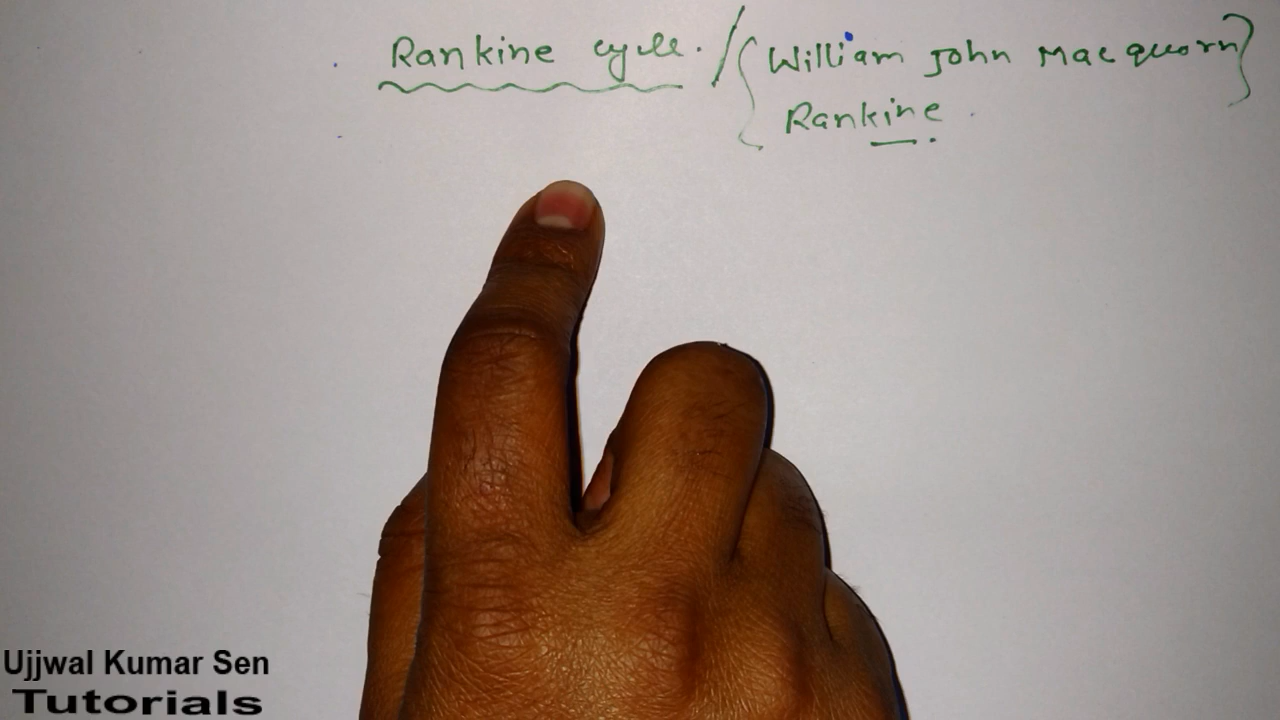 Rankine cycle. / {William John Macquorn}
Rankine.
Ujjwal Kumar Sen
Tutorials